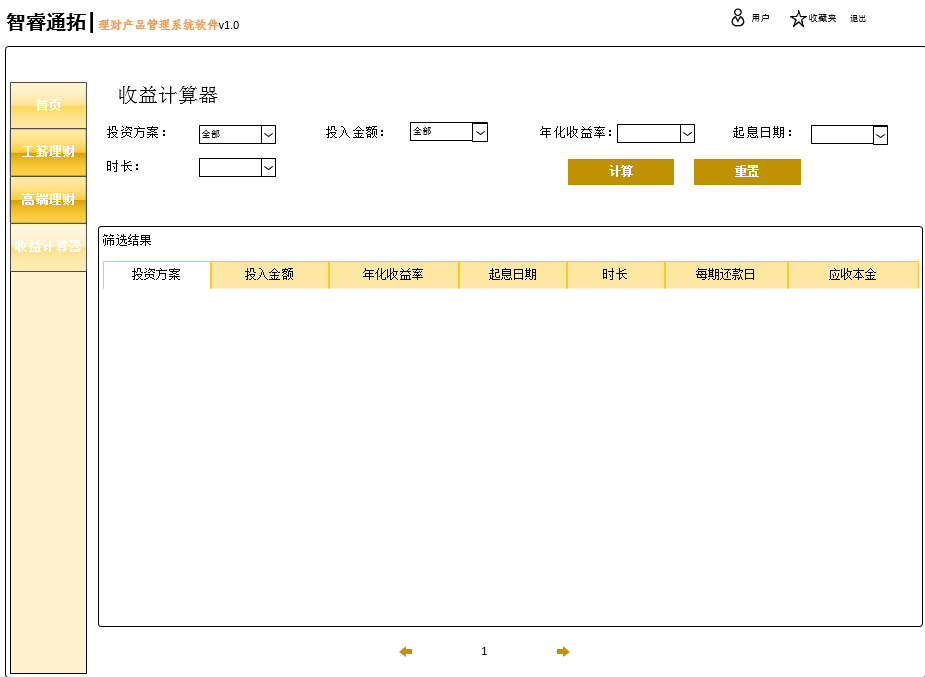 智睿通拓| 理财产品管理系统软件v1.0 用户 收藏夹 退出
首页
工薪理财
高端理财
收益计算器
收益计算器
投资方案： 全部 投入金额： 全部 年化收益率： 起息日期：
时长： 计算 重置
筛选结果
投资方案 投入金额 年化收益率 起息日期 时长 每期还款日 应收本金
1